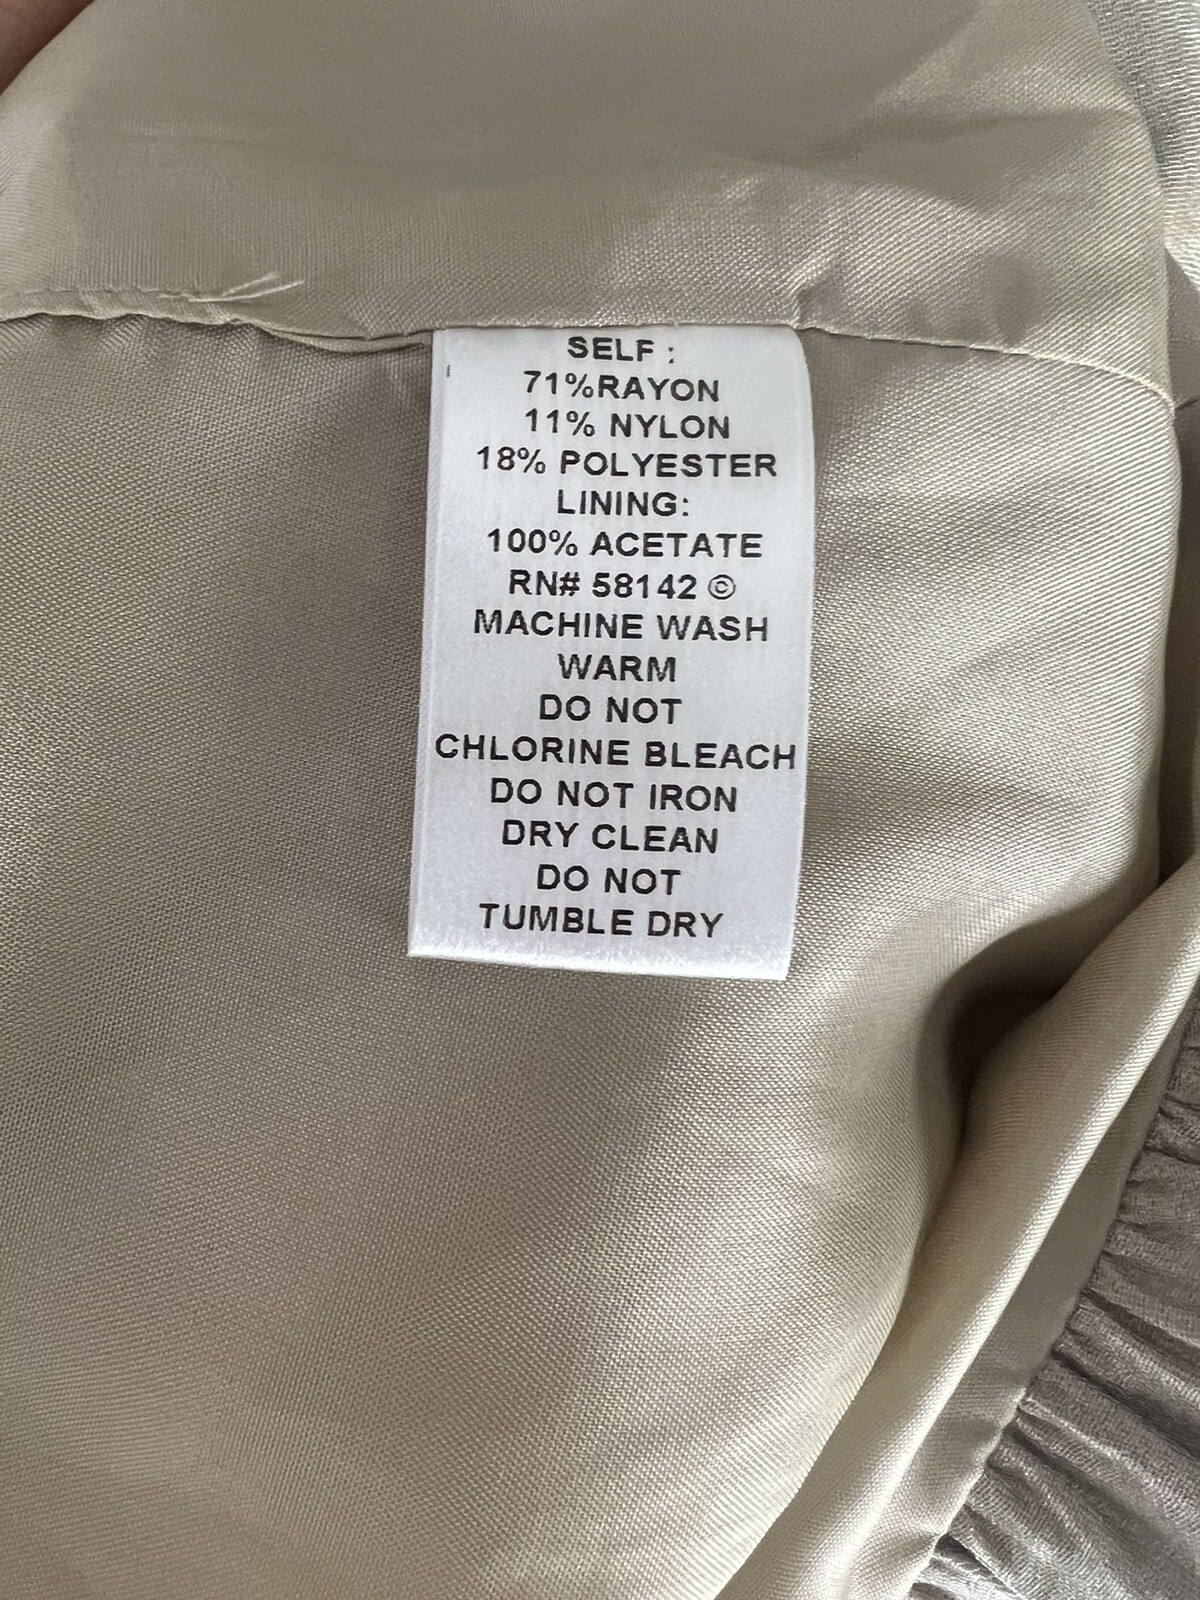 SELF :
71%RAYON
11% NYLON
18% POLYESTER
LINING:
100% ACETATE
RN# 58142 ©
MACHINE WASH
WARM
DO NOT
CHLORINE BLEACH
DO NOT IRON
DRY CLEAN
DO NOT
TUMBLE DRY